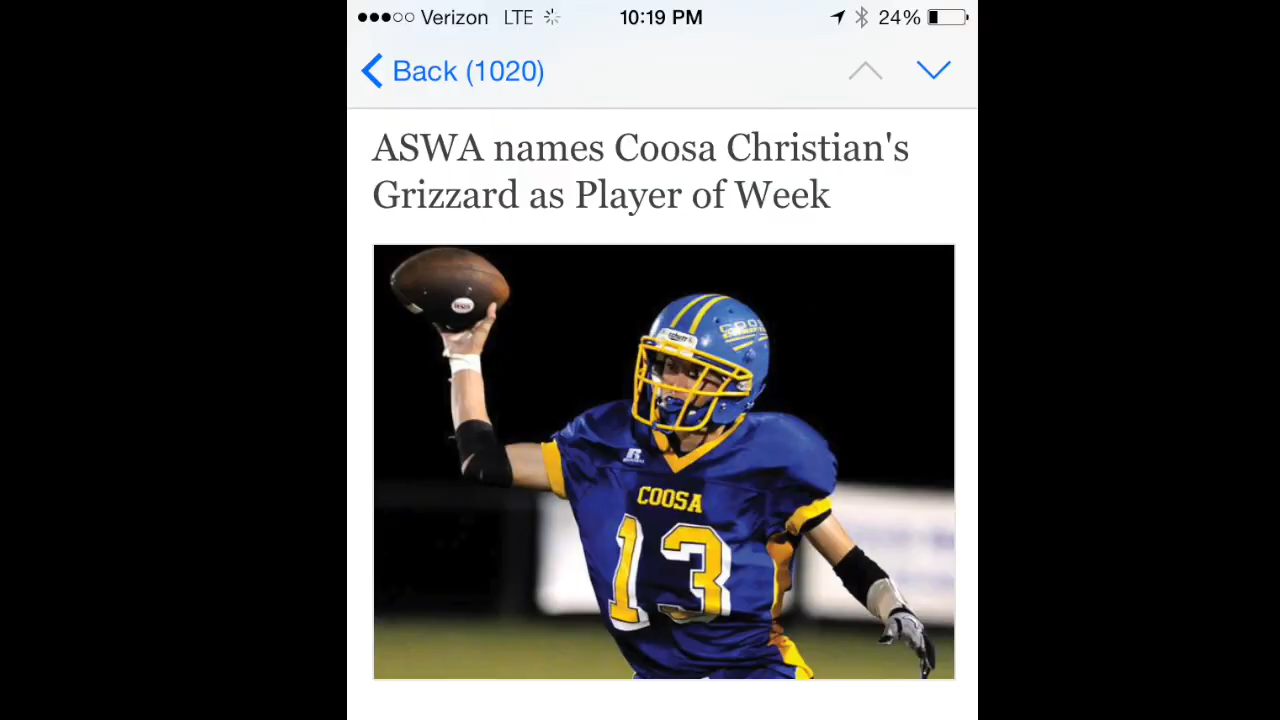 Verizon LTE 10:19 PM 24%
Back (1020)
ASWA names Coosa Christian's
Grizzard as Player of Week
COOSA
13